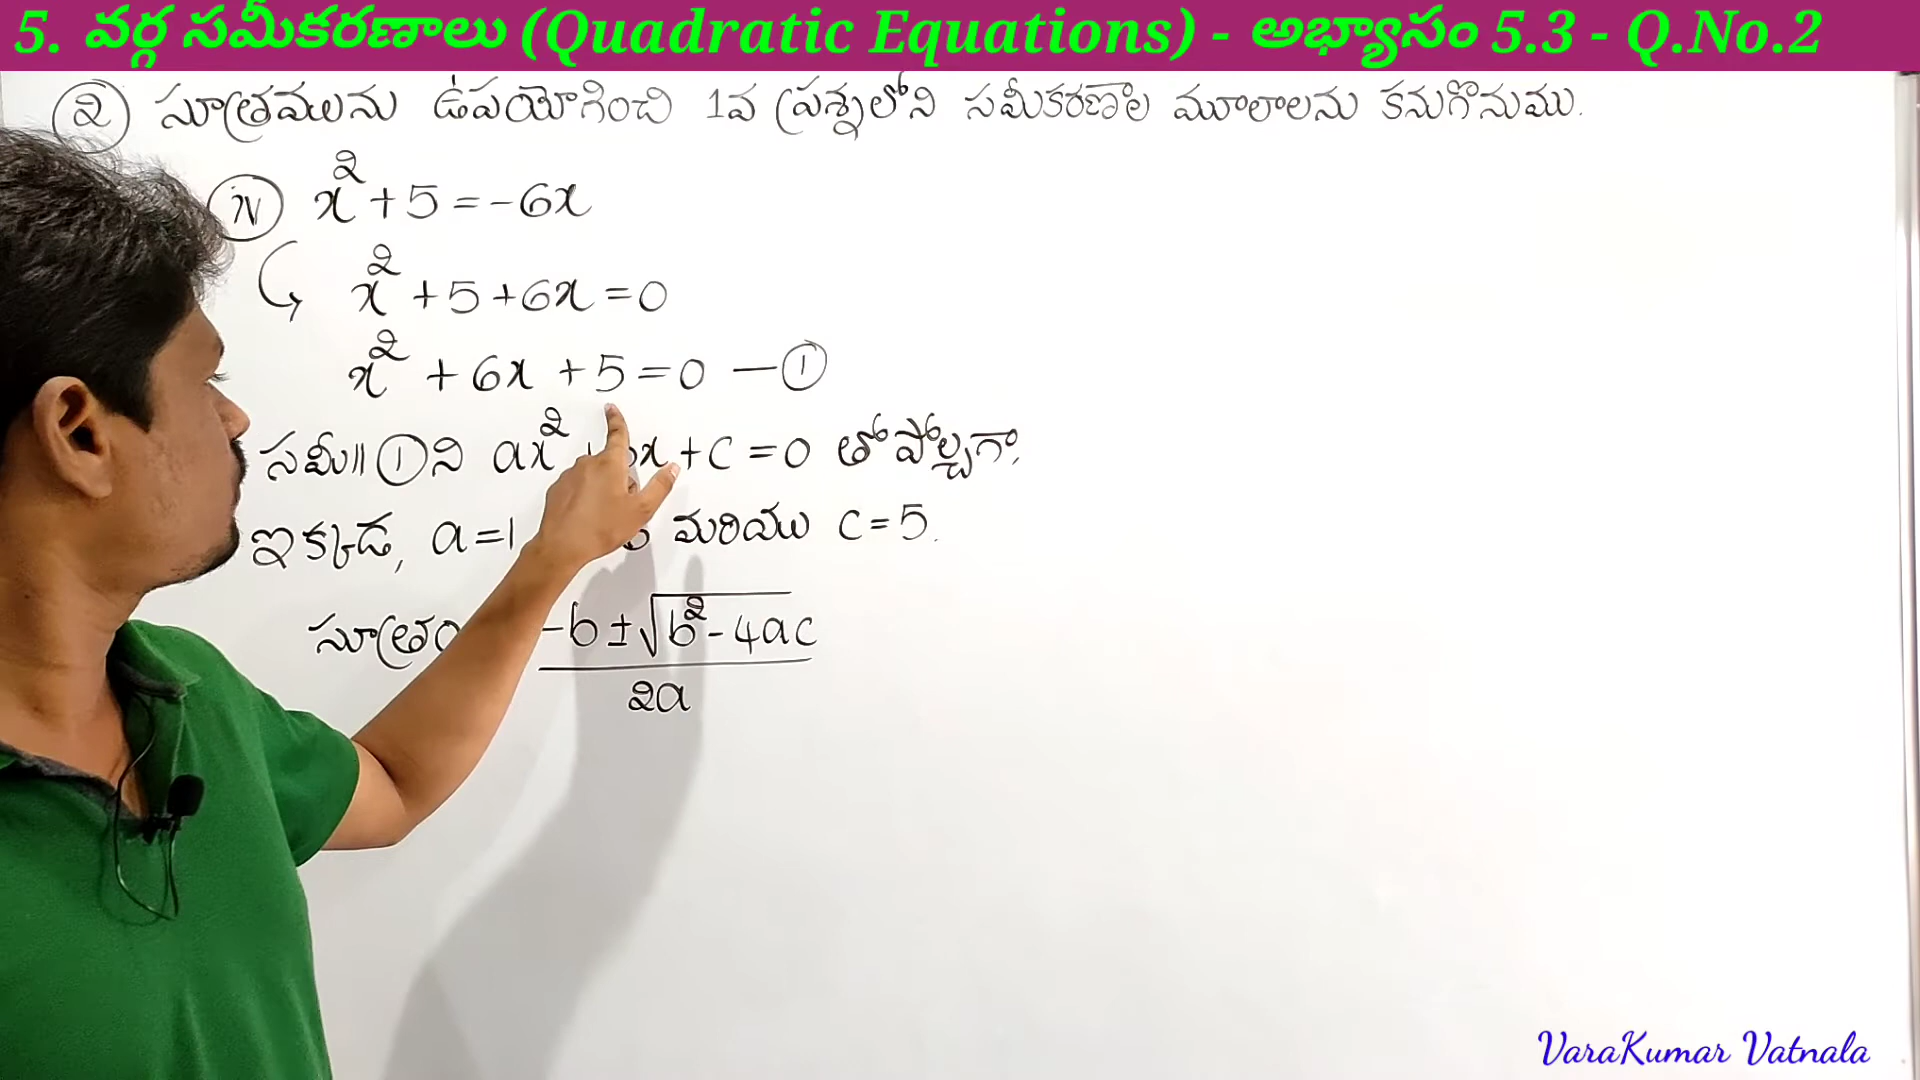 5. వర్గ సమీకరణాలు (Quadratic Equations) - అభ్యాసం 5.3 - Q.No.2
② సూత్రమును ఉపయోగించి 1వ ప్రశ్నలోని సమీకరణాల మూలాలను కనుగొనుము.
iv x² + 5 = -6x
x² + 5 + 6x = 0
x² + 6x + 5 = 0 — ①
సమీ॥ ①ని ax² + bx + c = 0 తో పోల్చగా,
ఇక్కడ, a = 1 మరియు c = 5.
సూత్రం -b ± √b² - 4ac
2a
VaraKumar Vatnala